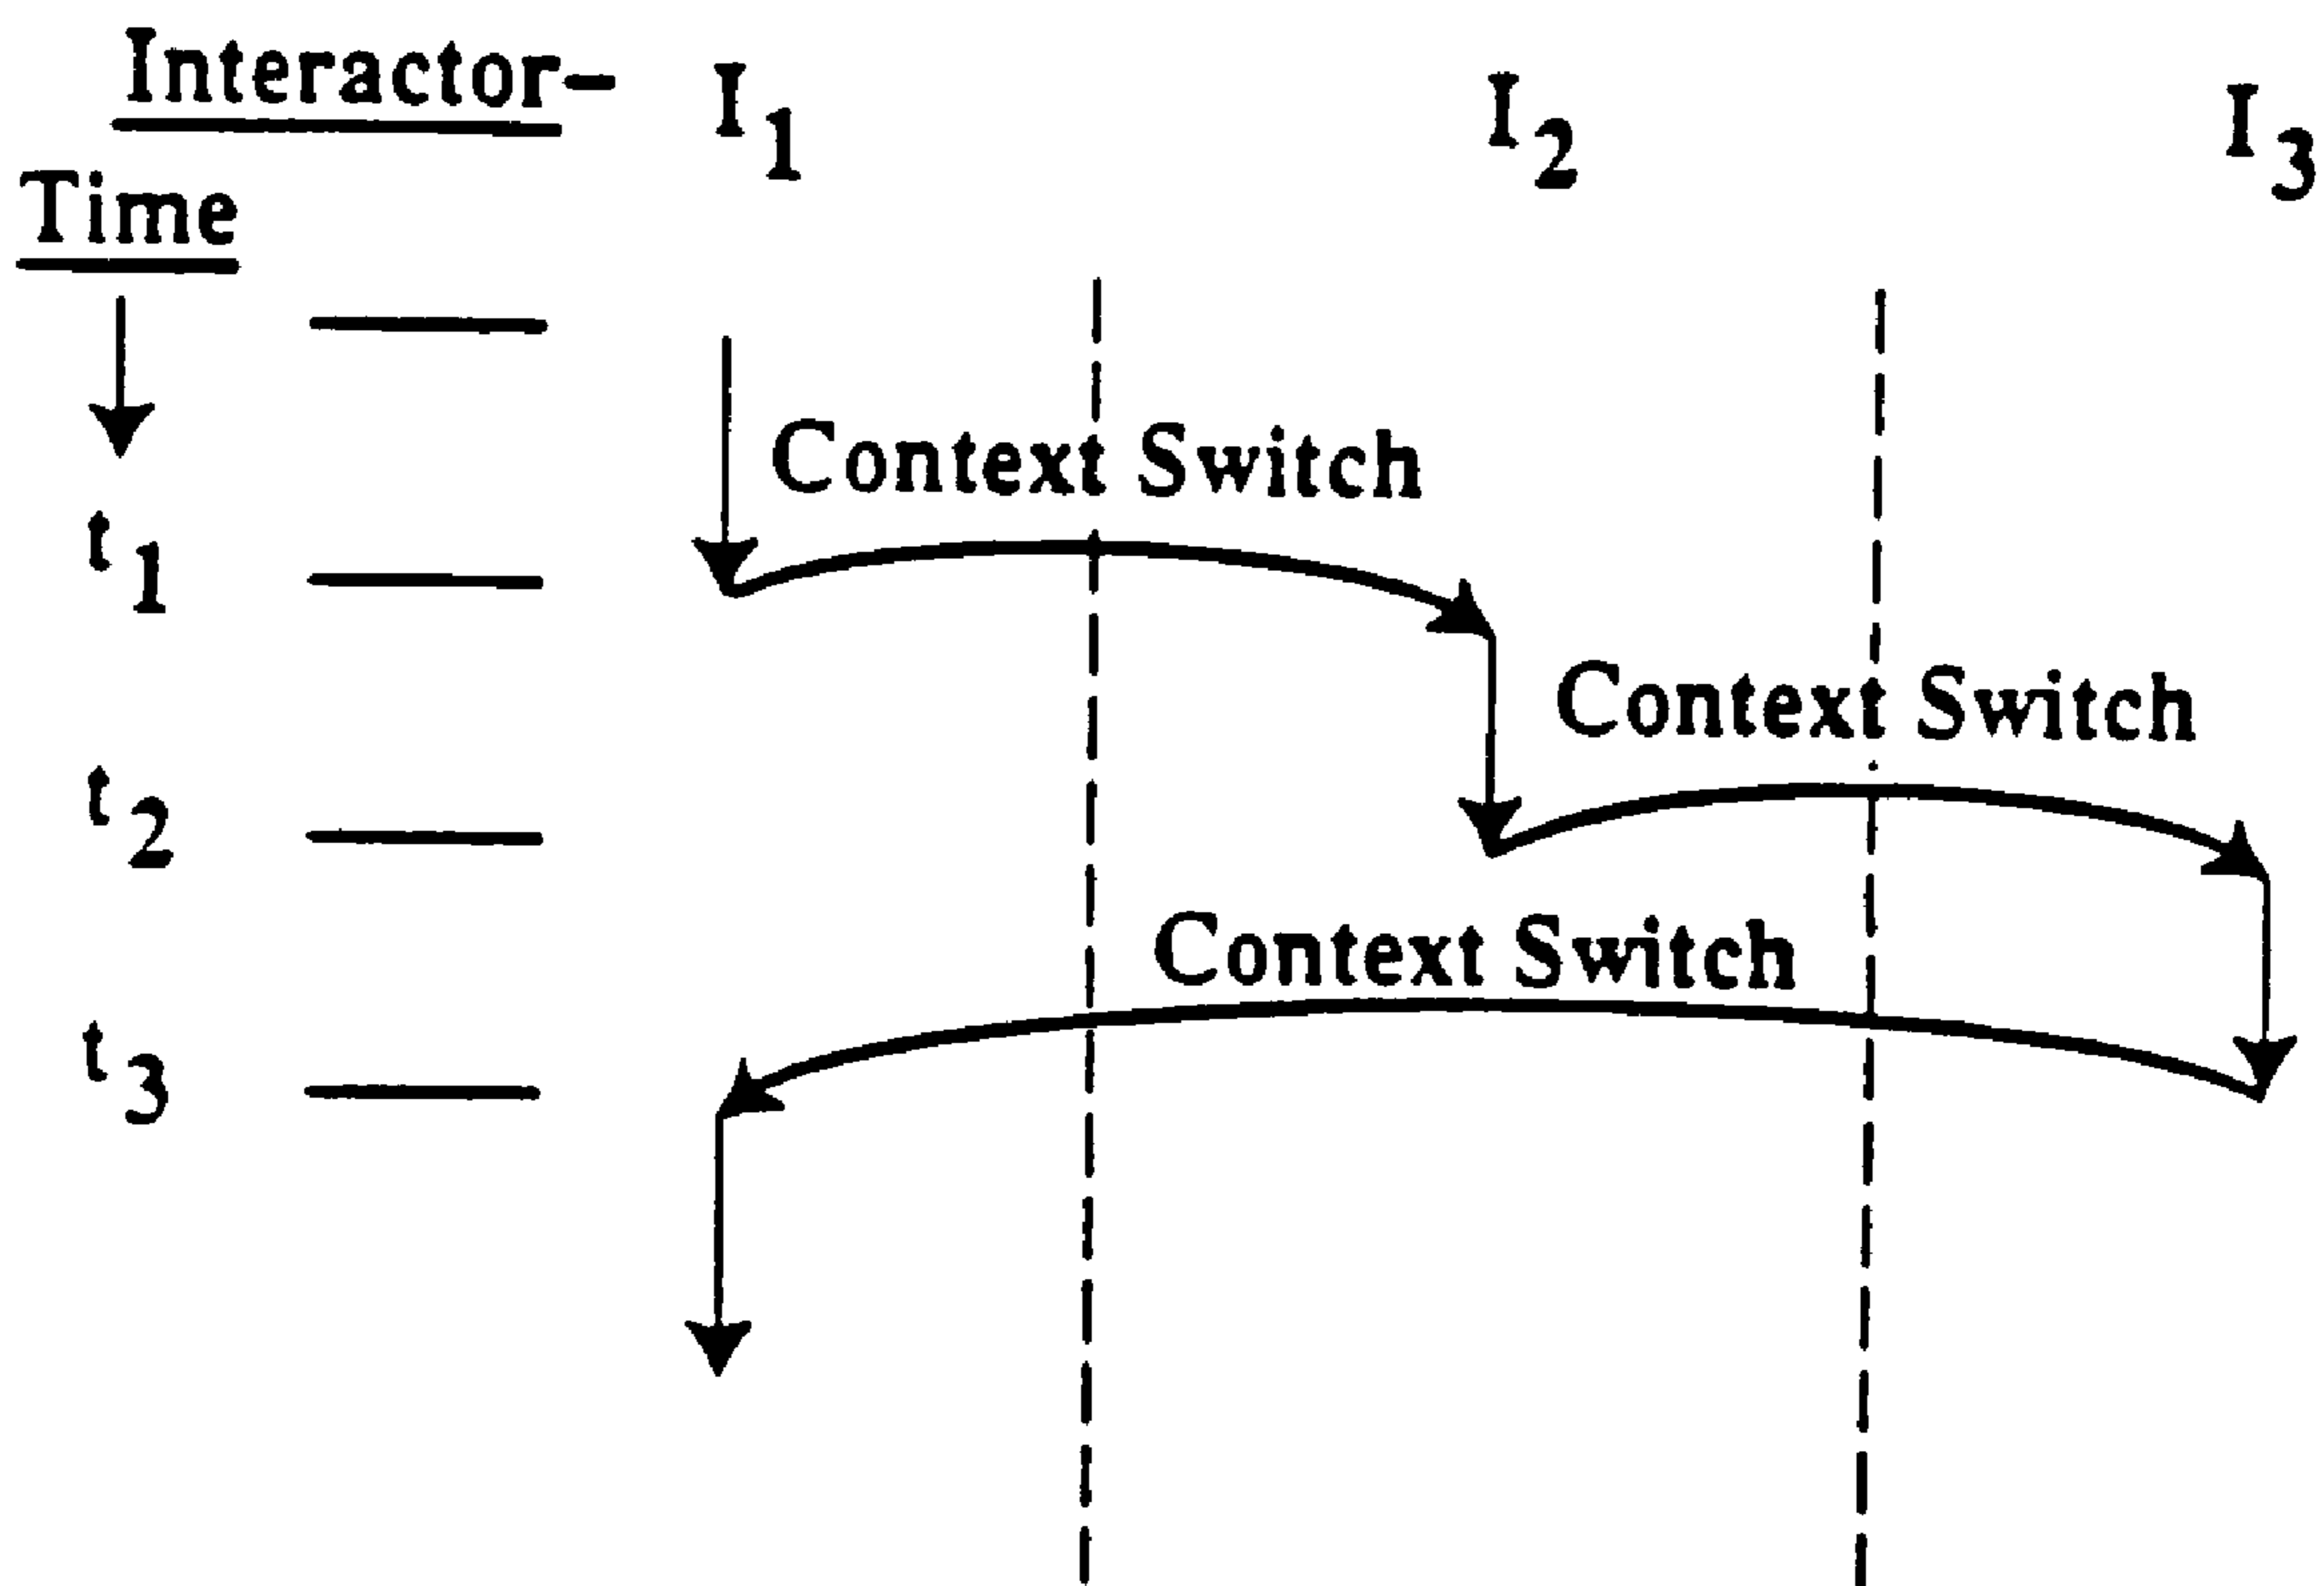 Interactor- I1 I2 I3
Time
Context Switch
t1
Context Switch
t2
Context Switch
t3